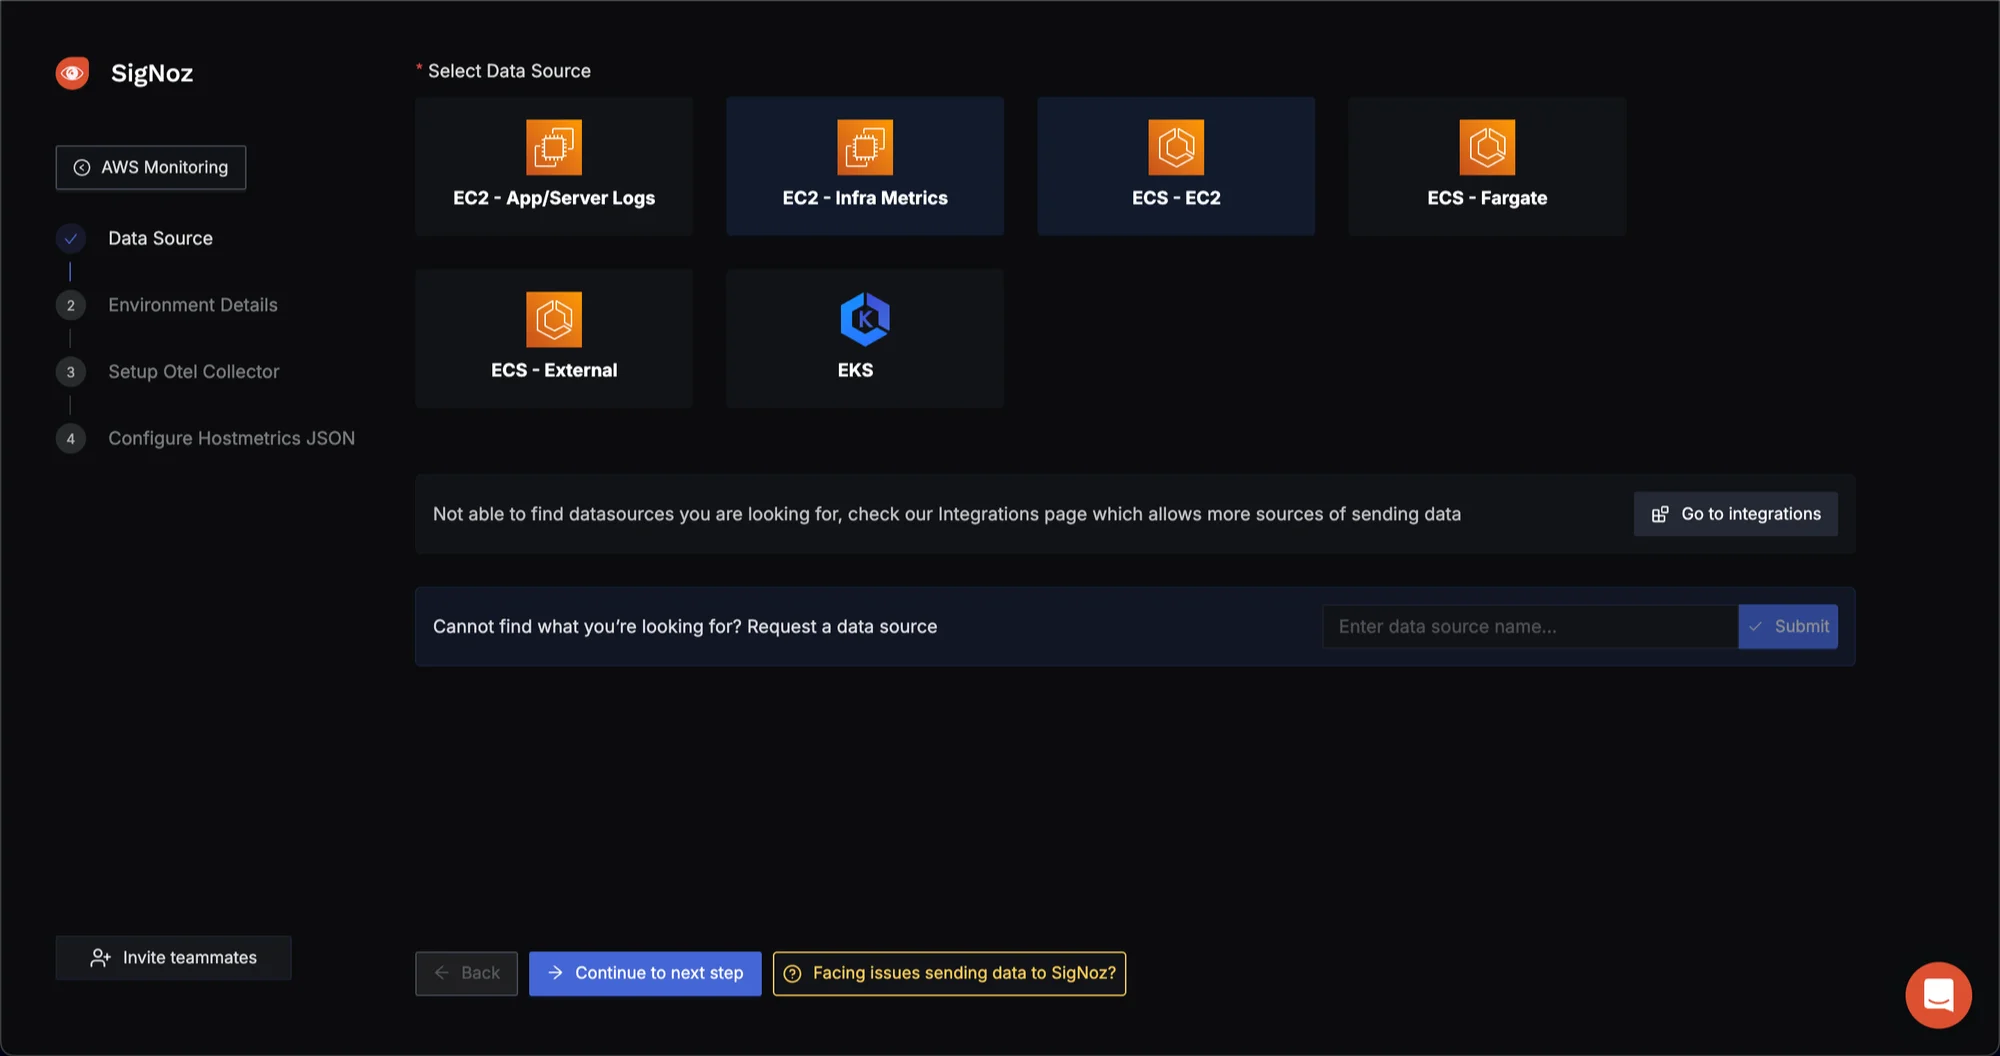 SigNoz
AWS Monitoring
Data Source
2 Environment Details
3 Setup Otel Collector
4 Configure Hostmetrics JSON
Invite teammates
* Select Data Source
EC2 - App/Server Logs
EC2 - Infra Metrics
ECS - EC2
ECS - Fargate
ECS - External
K
EKS
Not able to find datasources you are looking for, check our Integrations page which allows more sources of sending data
Go to integrations
Cannot find what you’re looking for? Request a data source
Enter data source name...
Submit
Back
Continue to next step
Facing issues sending data to SigNoz?